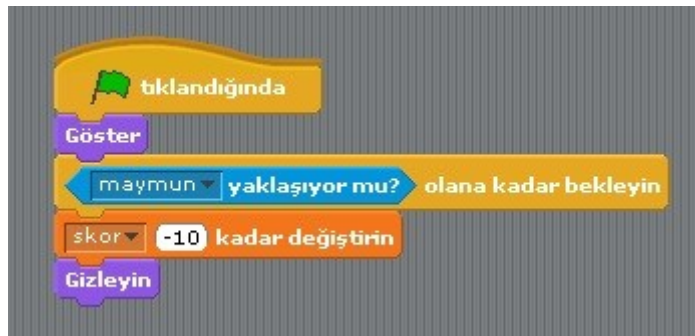 tıklandığında
Göster
maymun yaklaşıyor mu? olana kadar bekleyin
skor -10 kadar değiştirin
Gizleyin